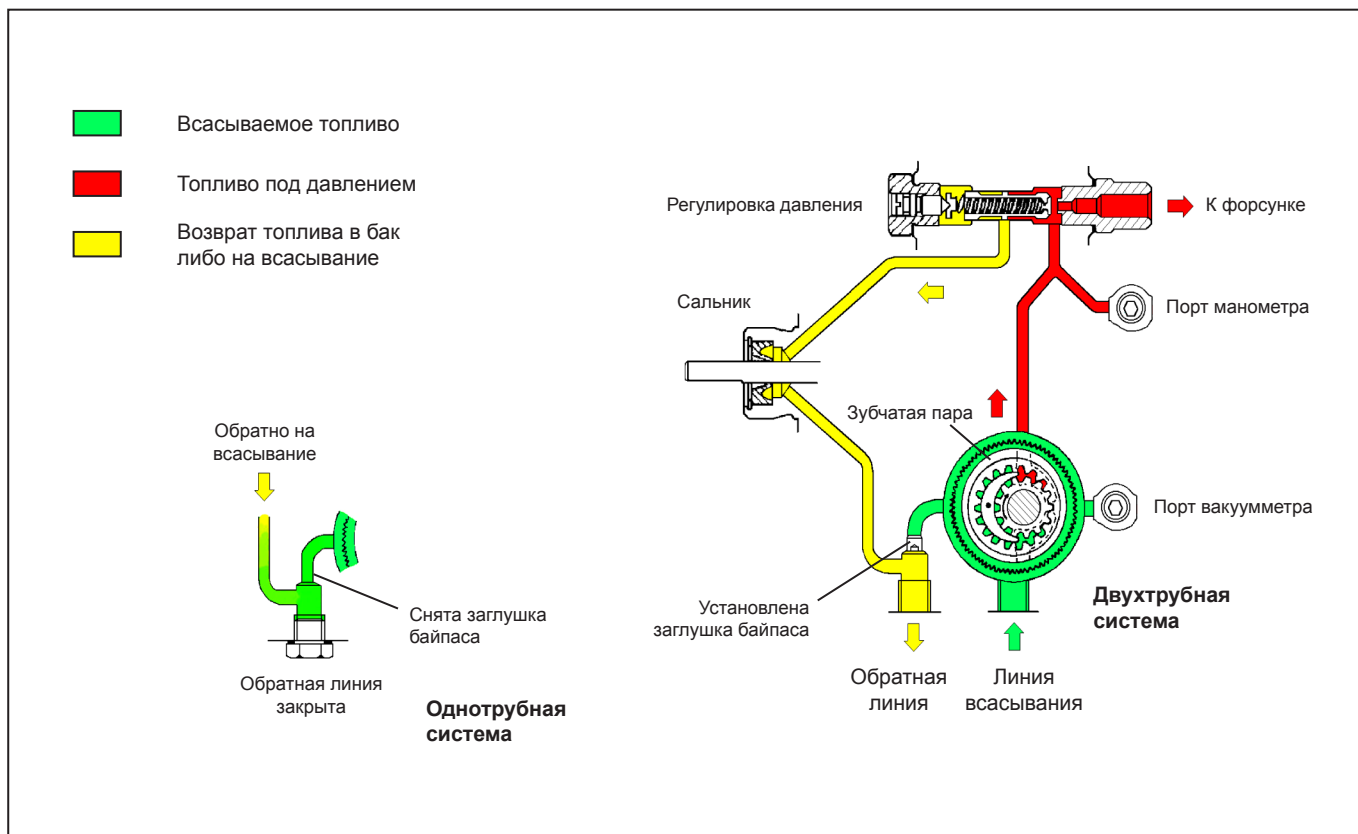 Всасываемое топливо
Топливо под давлением
Возврат топлива в бак
либо на всасывание
Регулировка давления
К форсунке
Сальник
Порт манометра
Зубчатая пара
Обратно на
всасывание
Порт вакуумметра
Снята заглушка
байпаса
Установлена
заглушка байпаса
Двухтрубная
система
Обратная линия
закрыта
Однотрубная
система
Обратная
линия
Линия
всасывания